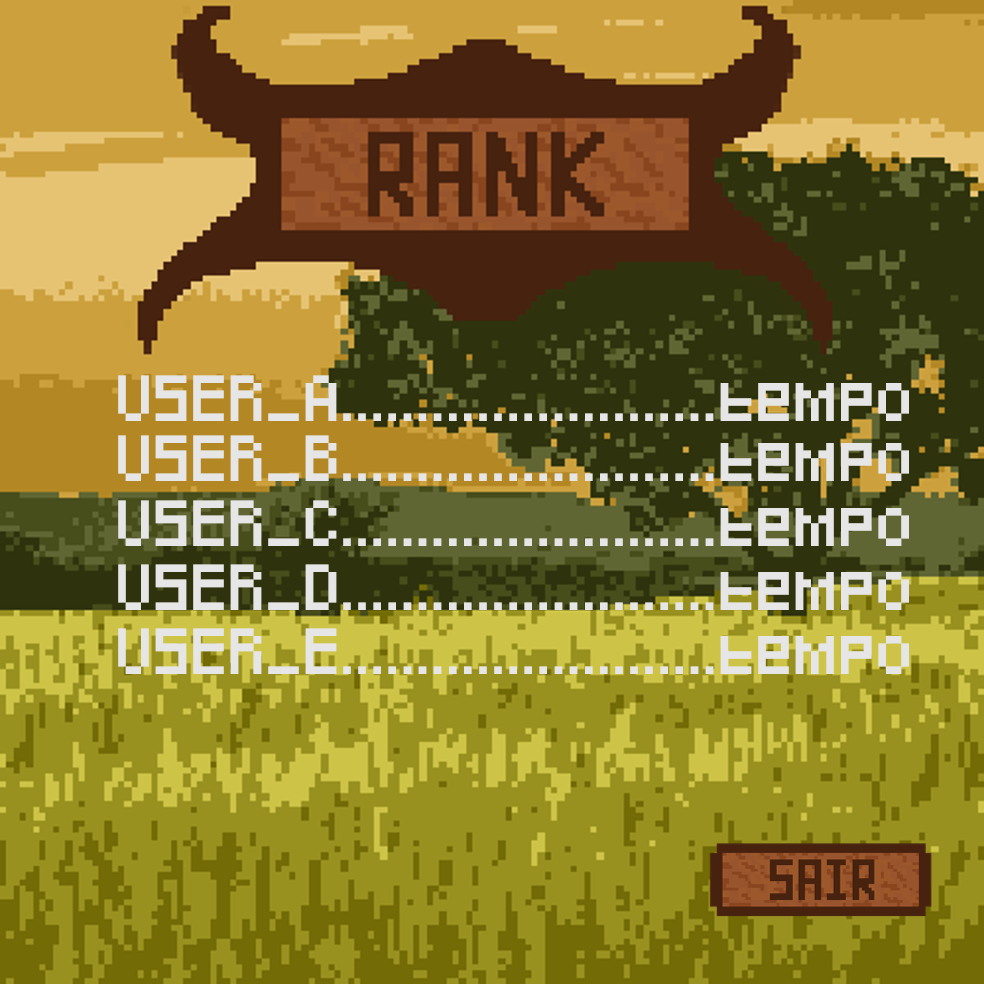 RANK
USER_A.........................tempo
USER_B.........................tempo
USER_C.........................tempo
USER_D.........................tempo
USER_E.........................tempo
SAIR